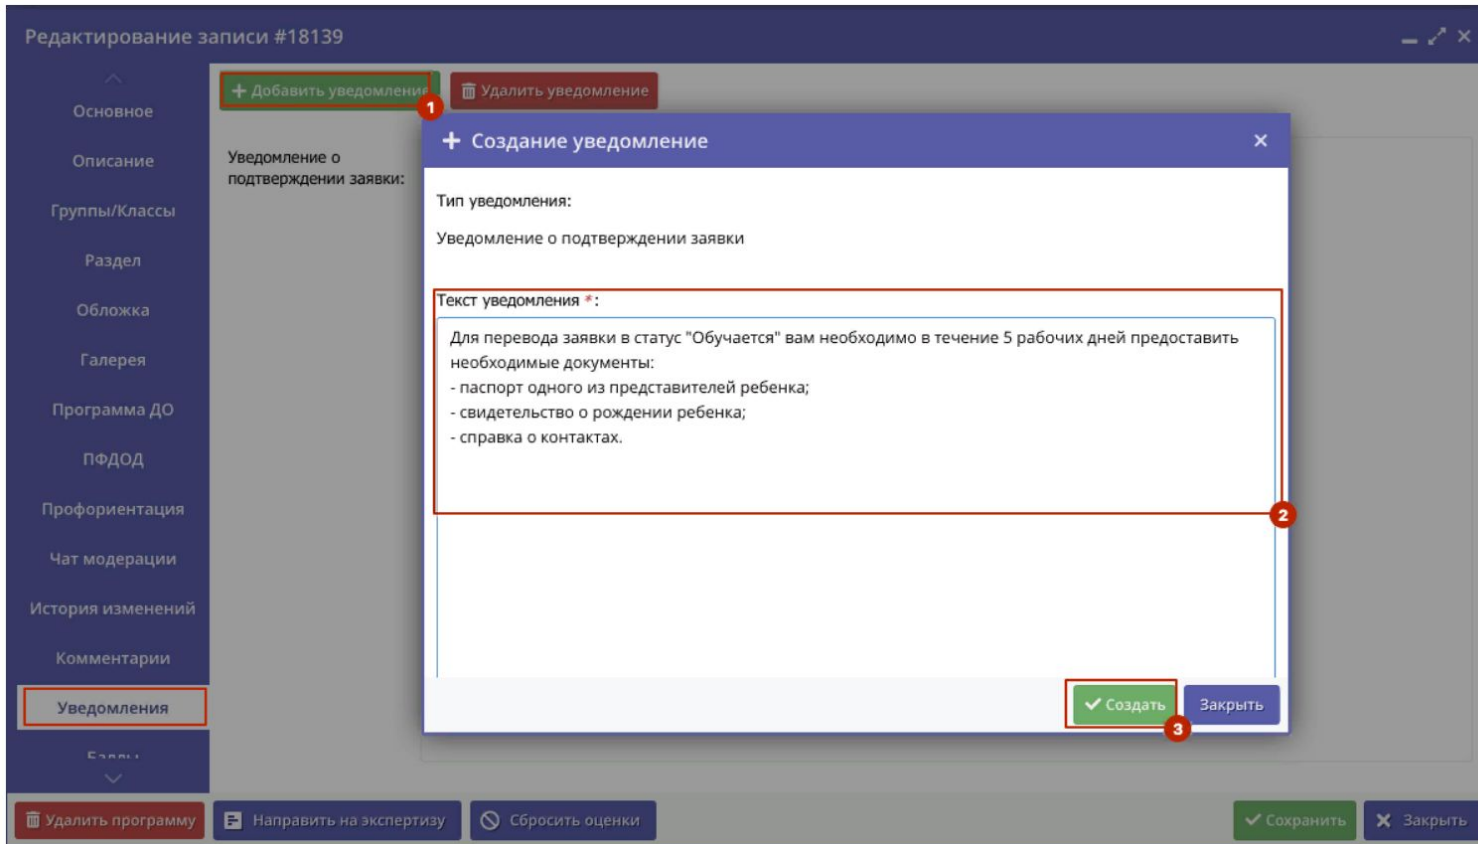 Редактирование записи #18139
Основное
Описание
Группы/Классы
Раздел
Обложка
Галерея
Программа ДО
ПФДОД
Профориентация
Чат модерации
История изменений
Комментарии
Уведомления
+ Добавить уведомление
1
Удалить уведомление
Уведомление о
подтверждении заявки:
+ Создание уведомление
Тип уведомления:
Уведомление о подтверждении заявки
Текст уведомления *:
Для перевода заявки в статус "Обучается" вам необходимо в течение 5 рабочих дней предоставить
необходимые документы:
- паспорт одного из представителей ребенка;
- свидетельство о рождении ребенка;
- справка о контактах.
2
Создать
3
Закрыть
Удалить программу
Направить на экспертизу
Сбросить оценки
Сохранить
Закрыть